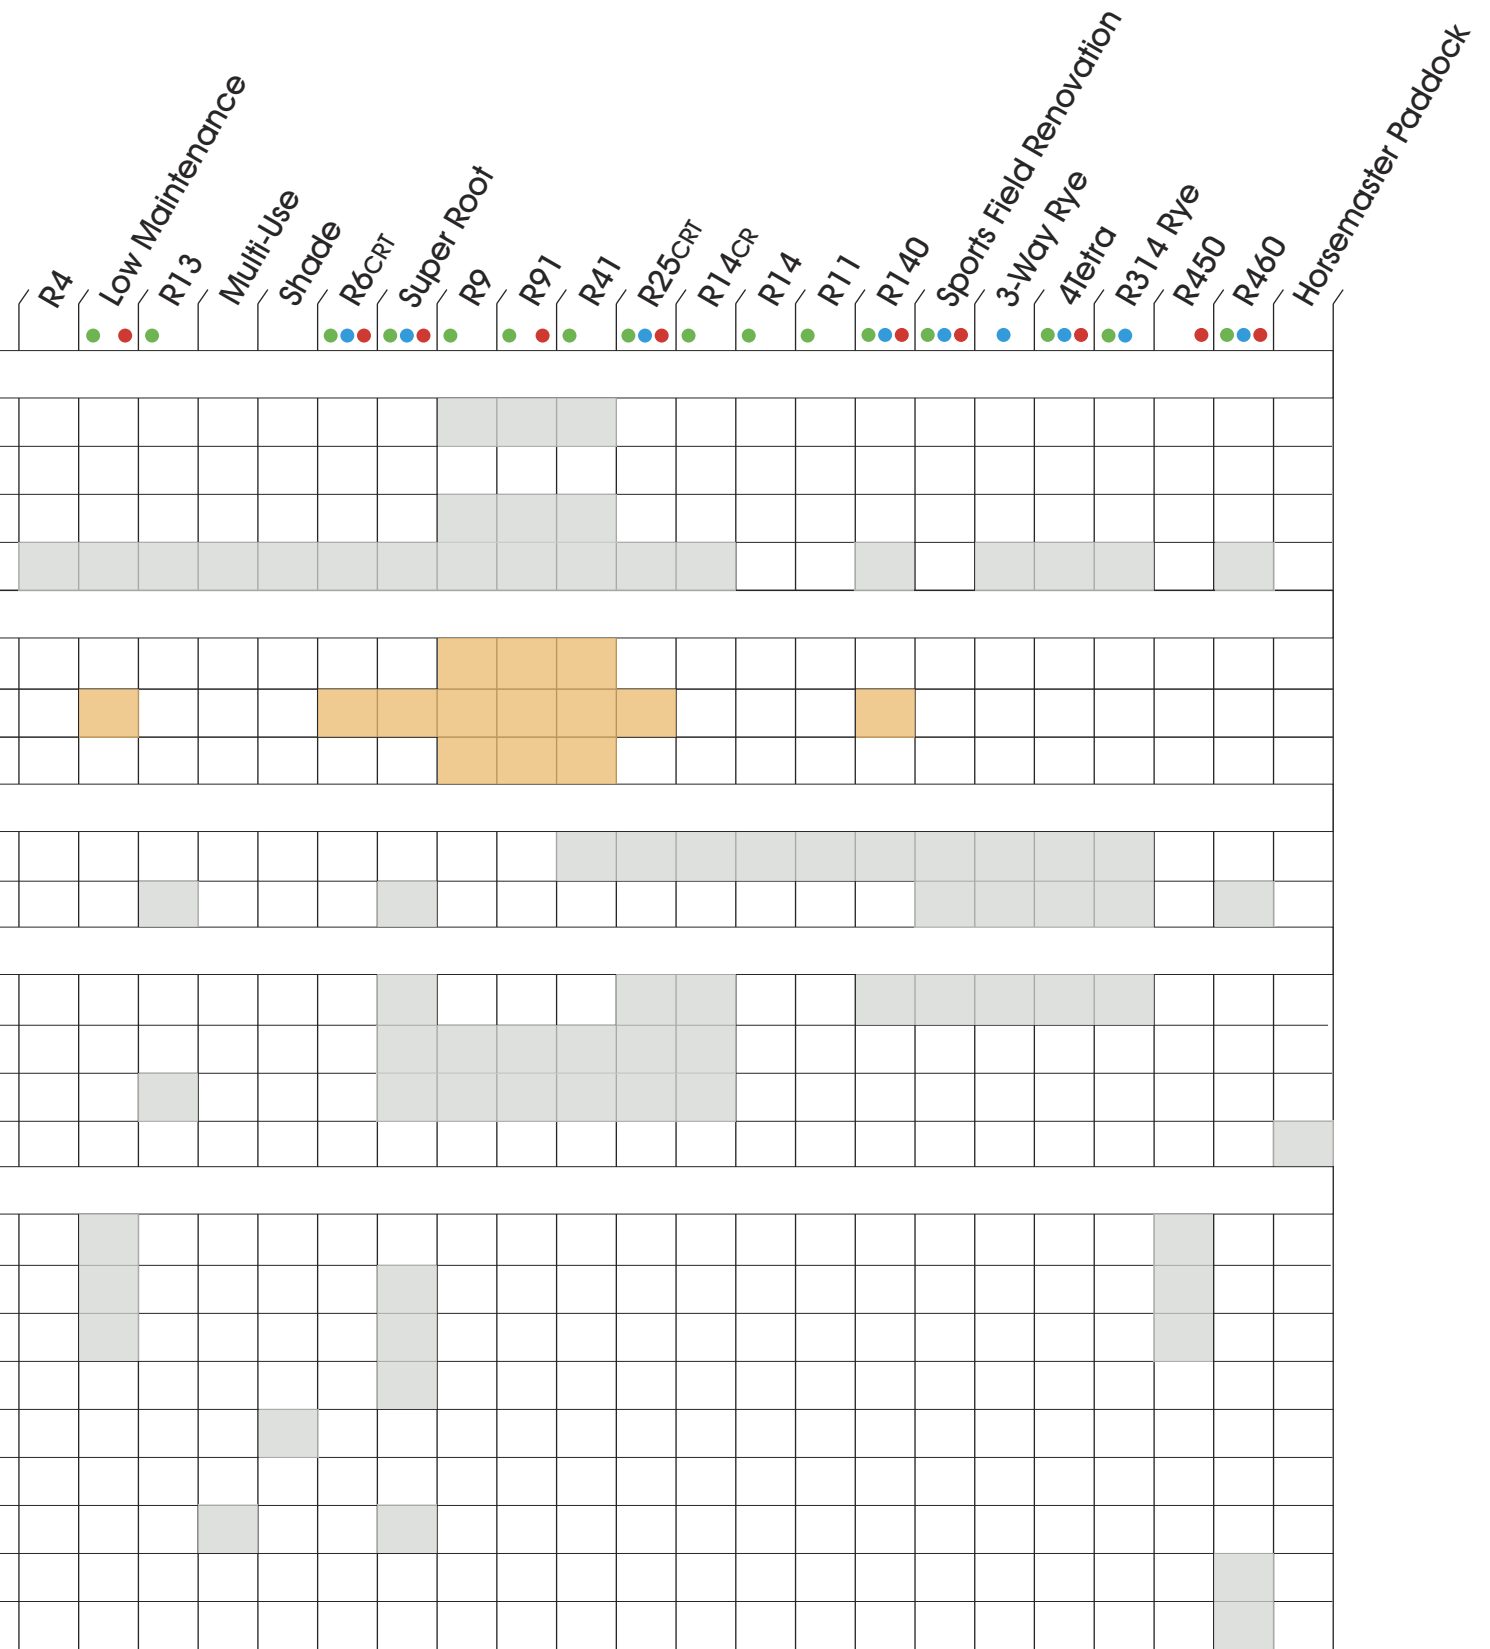 R4
Low Maintenance
R13
Multi-Use
Shade
R6CRT
Super Root
R9
R91
R41
R25CRT
R14CR
R14
R11
R140
Sports Field Renovation
3-Way Rye
4Tetra
R314 Rye
R450
R460
Horsemaster Paddock